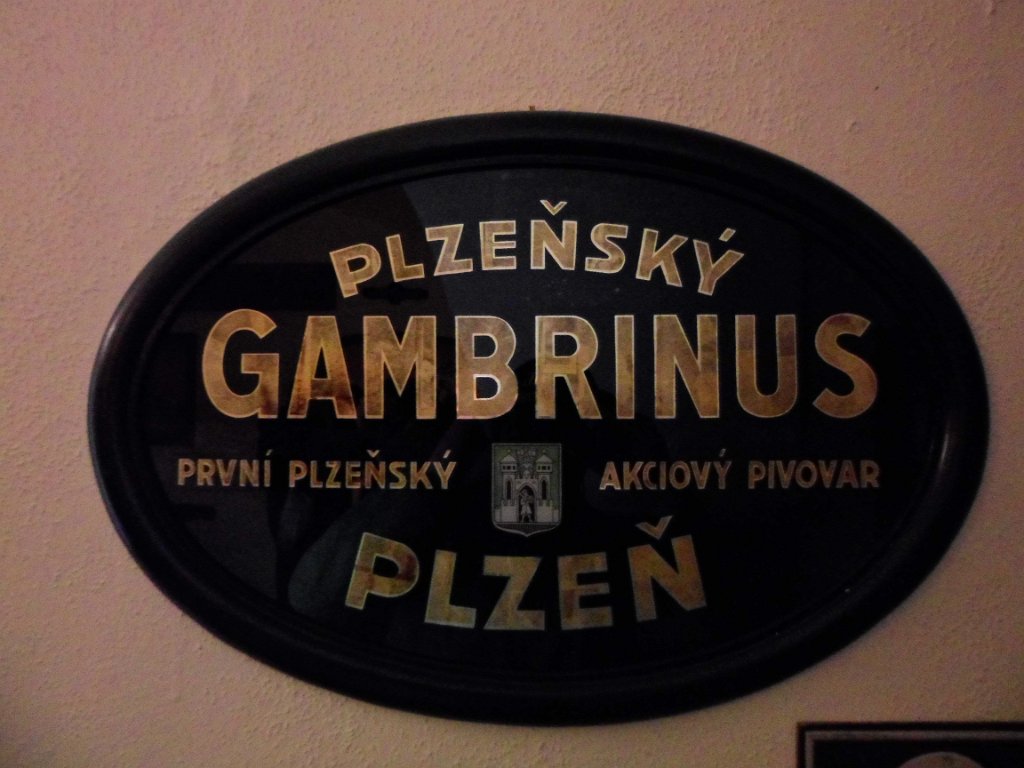 PLZEŇSKÝ
GAMBRINUS
PRVNÍ PLZEŇSKÝ AKCIOVÝ PIVOVAR
PLZEŇ